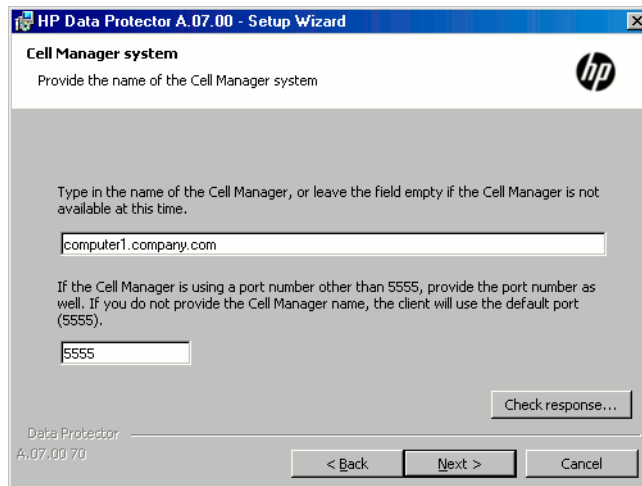 HP Data Protector A.07.00 - Setup Wizard
Cell Manager system
Provide the name of the Cell Manager system
hp
Type in the name of the Cell Manager, or leave the field empty if the Cell Manager is not
available at this time.
computer1.company.com
If the Cell Manager is using a port number other than 5555, provide the port number as
well. If you do not provide the Cell Manager name, the client will use the default port
(5555).
5555
Check response...
Data Protector
A.07.00 70
< Back
Next >
Cancel